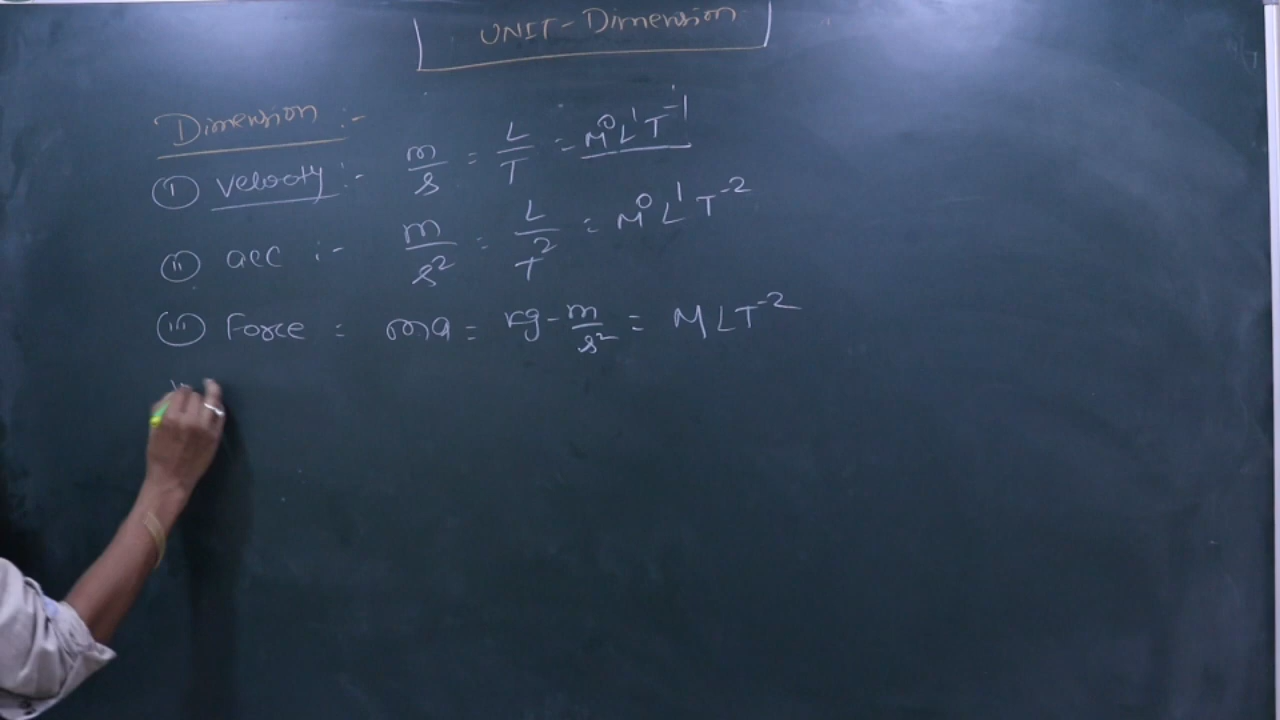 UNIT-Dimension
Dimension :-
(i) Velocity :- m/s = L/T = M⁰L¹T⁻¹
(ii) acc :- m/s² = L/T² = M⁰L¹T⁻²
(iii) Force = ma = kg-m/s² = MLT⁻²